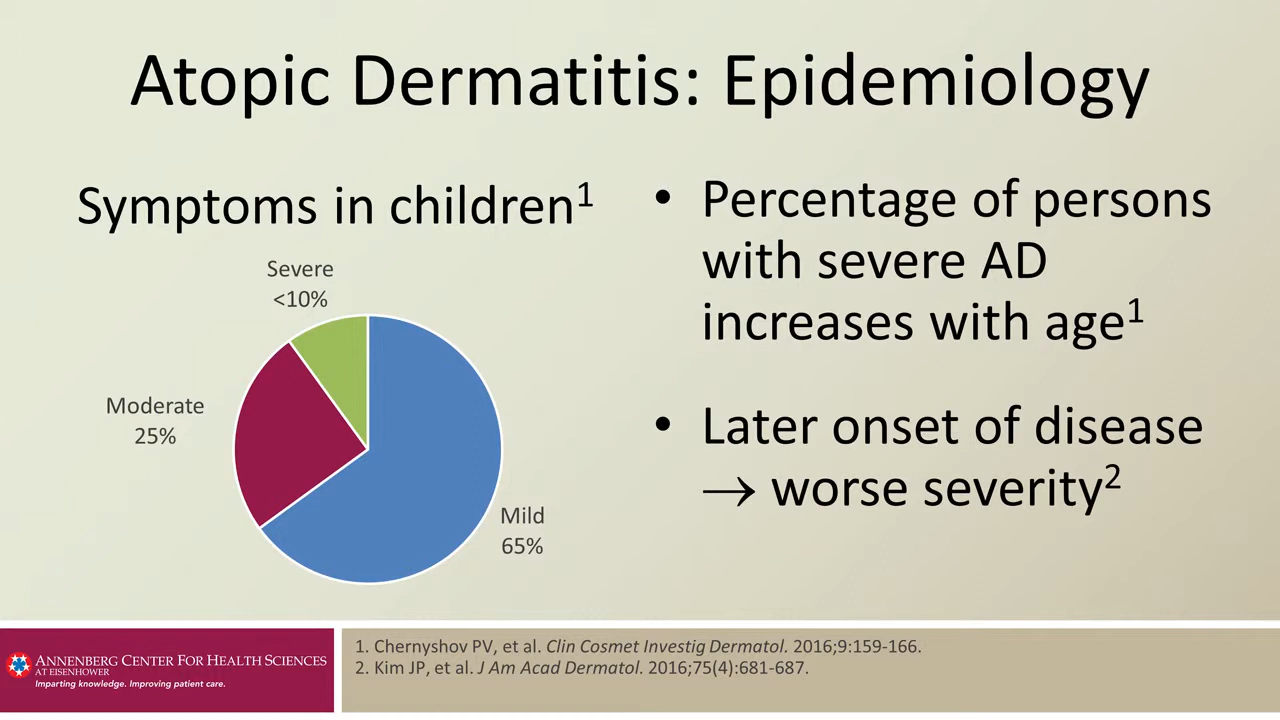 Atopic Dermatitis: Epidemiology
Symptoms in children1
Severe
<10%
Moderate
25%
Mild
65%
• Percentage of persons
with severe AD
increases with age1
• Later onset of disease
→ worse severity2
ANNENBERG CENTER FOR HEALTH SCIENCES
AT EISENHOWER
Imparting knowledge. Improving patient care.
1. Chernyshov PV, et al. Clin Cosmet Investig Dermatol. 2016;9:159-166.
2. Kim JP, et al. J Am Acad Dermatol. 2016;75(4):681-687.